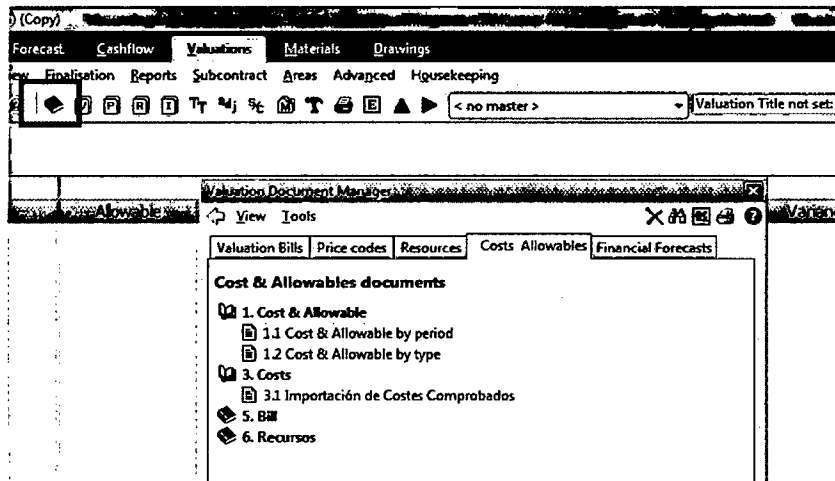 (Copy)
Forecast Cashflow Valuations Materials Drawings
Finalisation Reports Subcontract Areas Advanced Housekeeping
P R I TT E < no master > Valuation Title not set:
Valuation Document Manager
Allowable
View Tools
Valuation Bills Price codes Resources Costs Allowables Financial Forecasts
Cost & Allowables documents
1. Cost & Allowable
1.1 Cost & Allowable by period
1.2 Cost & Allowable by type
3. Costs
3.1 Importación de Costes Comprobados
5. Bill
6. Recursos